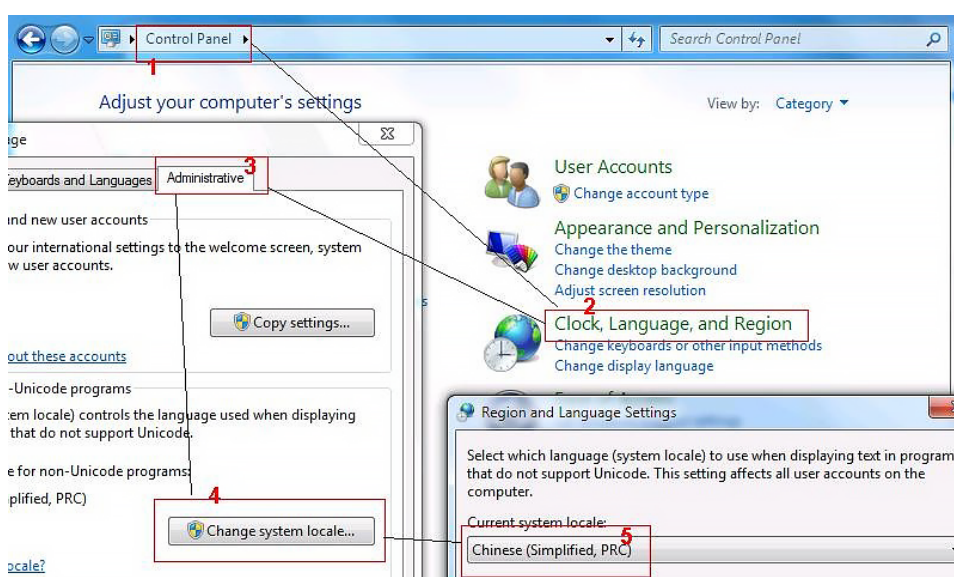 Control Panel
Search Control Panel
1
Adjust your computer's settings
View by: Category
ge
eyboards and Languages
Administrative
3
nd new user accounts
our international settings to the welcome screen, system
w user accounts.
Copy settings...
out these accounts
-Unicode programs
em locale) controls the language used when displaying
that do not support Unicode.
e for non-Unicode programs:
plified, PRC)
4
Change system locale...
ocale?
User Accounts
Change account type
Appearance and Personalization
Change the theme
Change desktop background
Adjust screen resolution
2
Clock, Language, and Region
Change keyboards or other input methods
Change display language
s
Region and Language Settings
Select which language (system locale) to use when displaying text in program
that do not support Unicode. This setting affects all user accounts on the
computer.
Current system locale:
5
Chinese (Simplified, PRC)